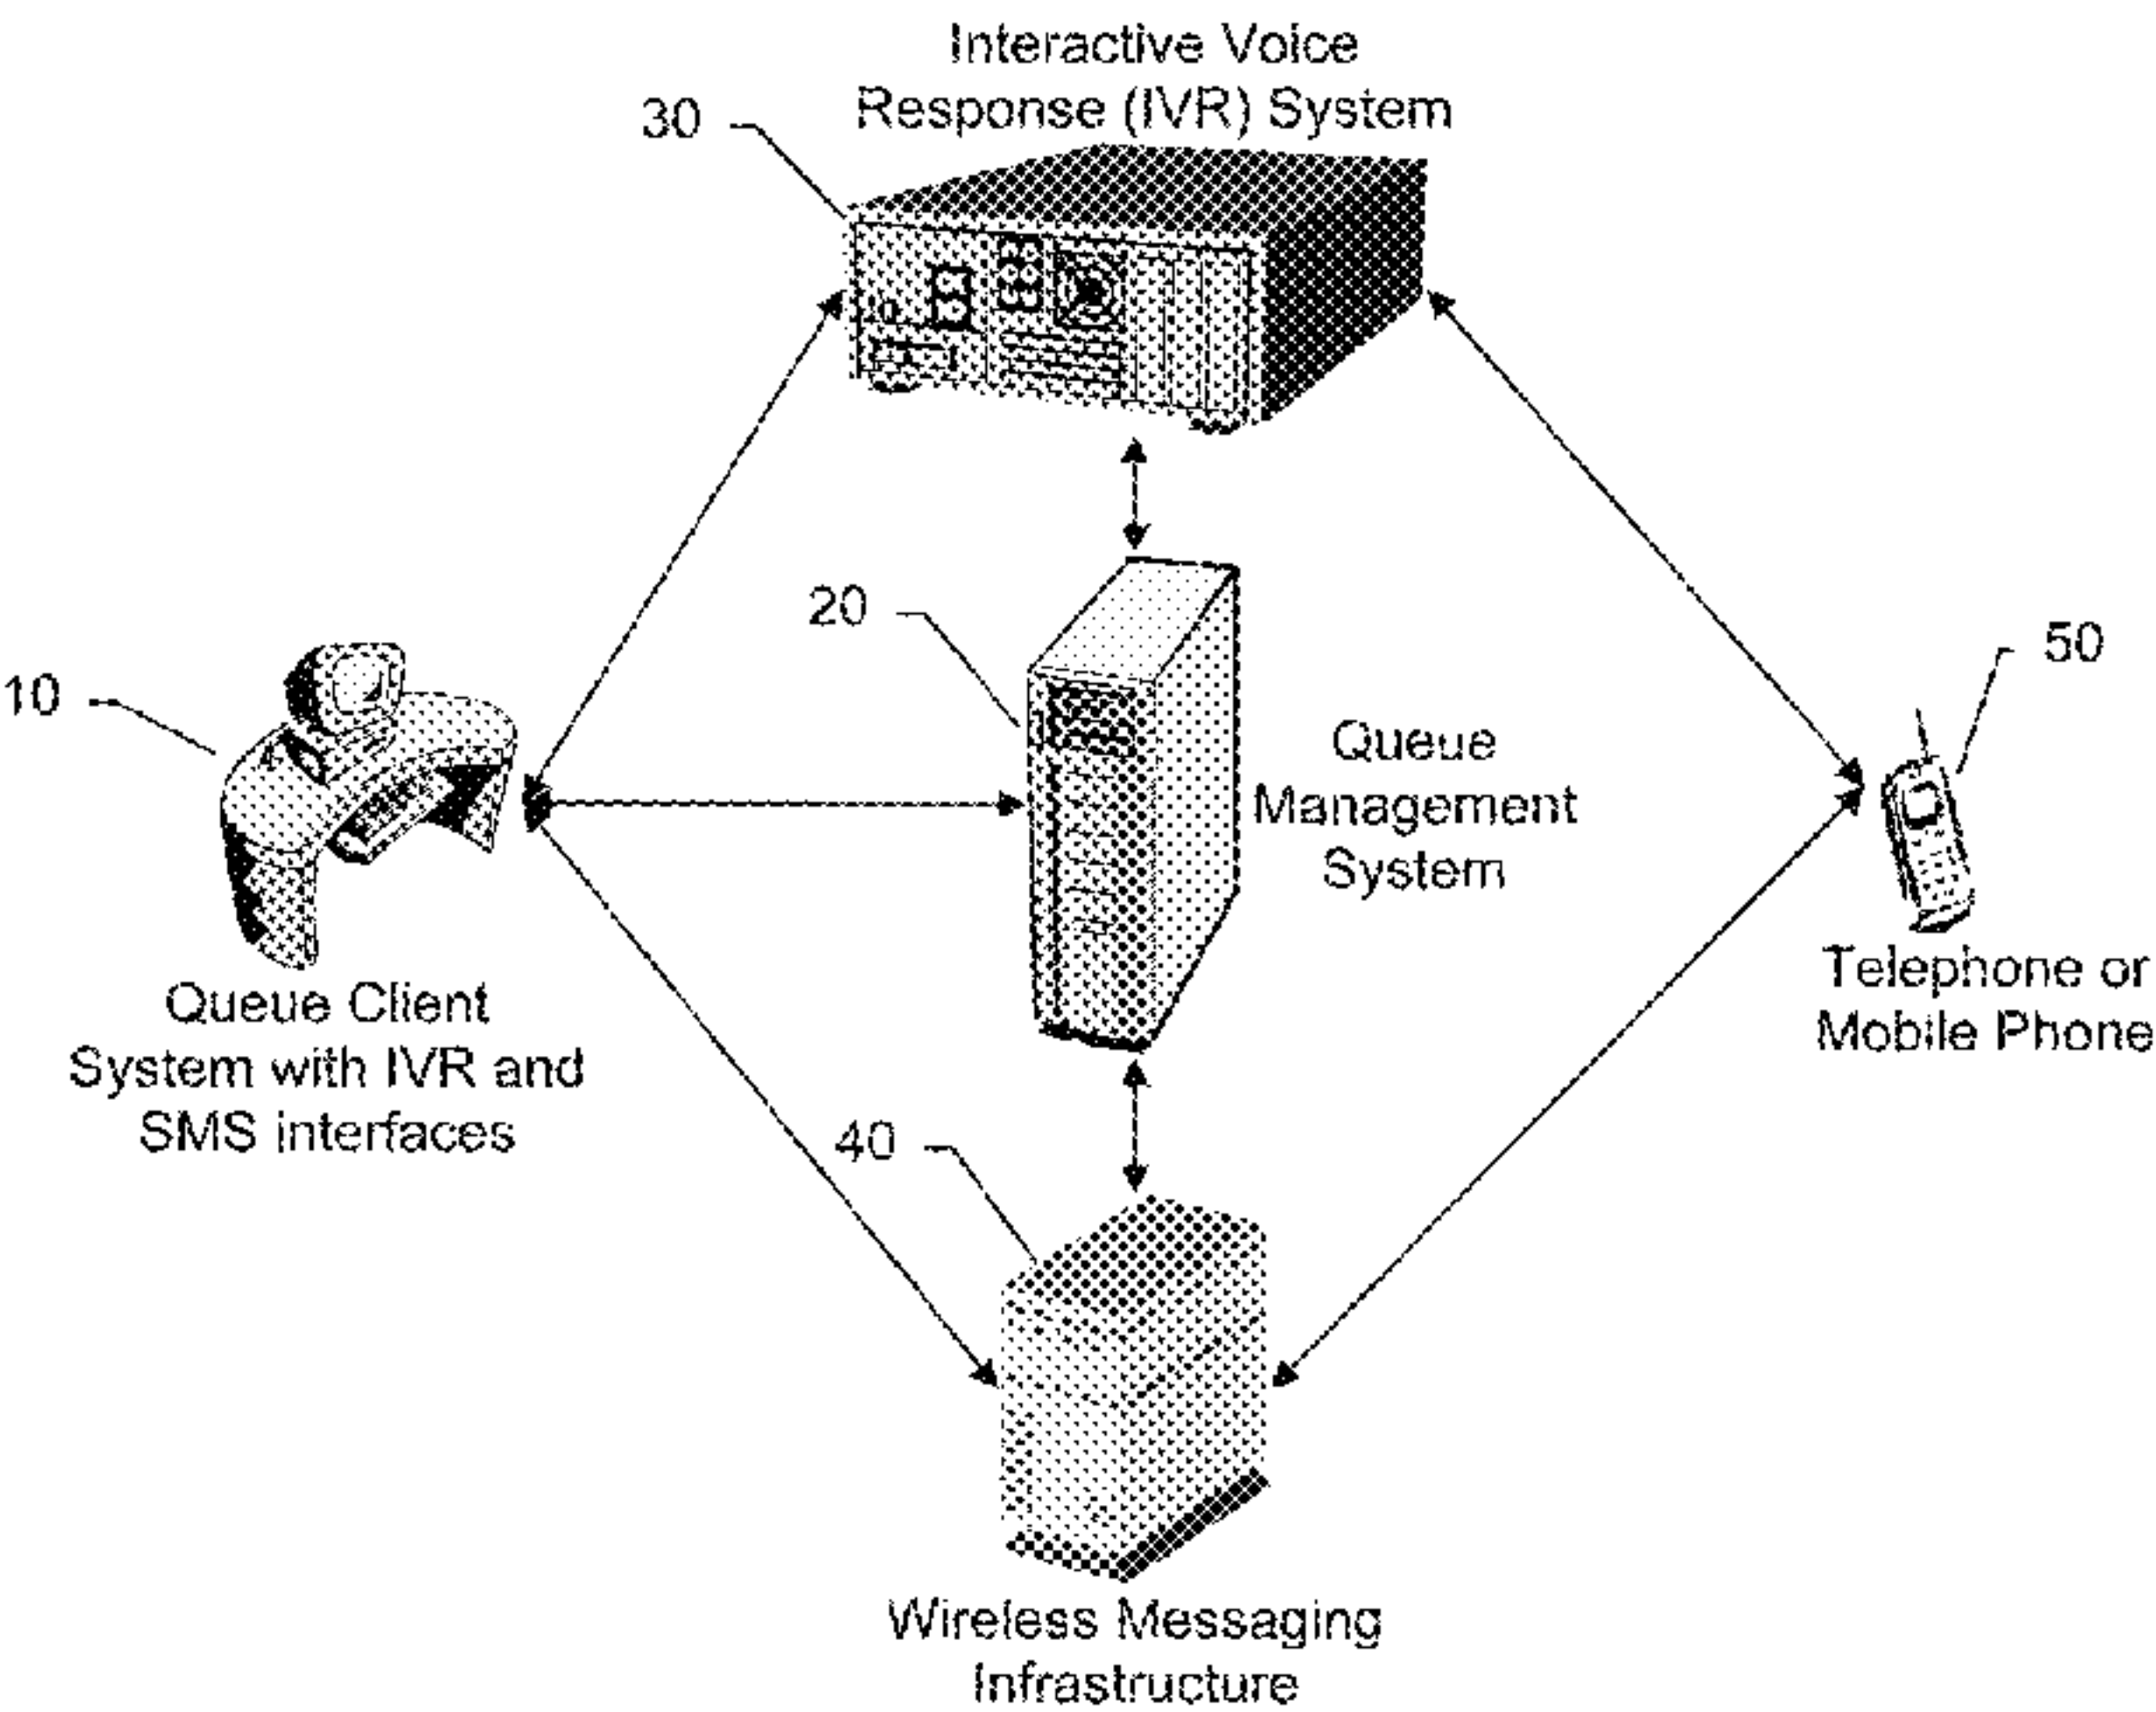 Interactive Voice
Response (IVR) System
30
20
50
10
Queue
Management
System
Telephone or
Mobile Phone
Queue Client
System with IVR and
SMS interfaces
40
Wireless Messaging
Infrastructure